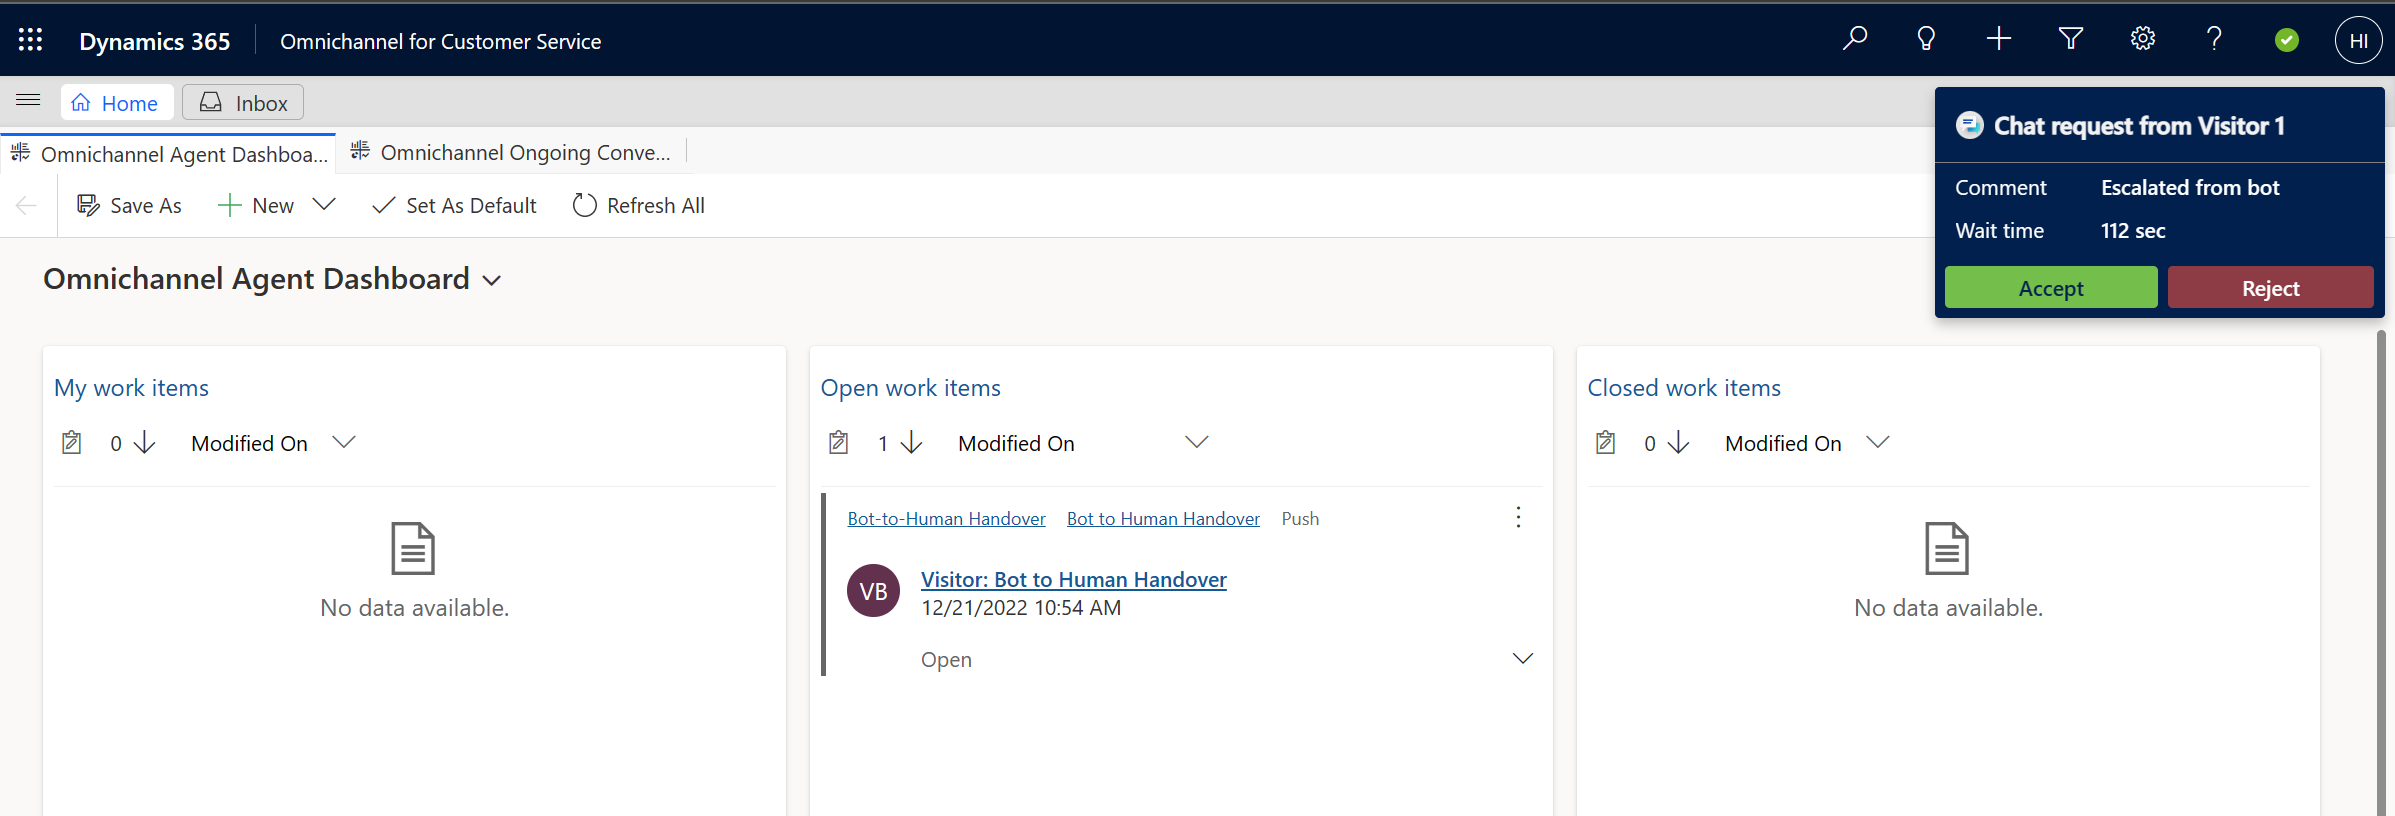 Dynamics 365 Omnichannel for Customer Service HI
Home Inbox
Omnichannel Agent Dashboa... Omnichannel Ongoing Conve...
Save As New Set As Default Refresh All
Chat request from Visitor 1
Comment Escalated from bot
Wait time 112 sec
Accept Reject
Omnichannel Agent Dashboard
My work items
0 Modified On
No data available.
Open work items
1 Modified On
Bot-to-Human Handover Bot to Human Handover Push
VB Visitor: Bot to Human Handover
12/21/2022 10:54 AM
Open
Closed work items
0 Modified On
No data available.